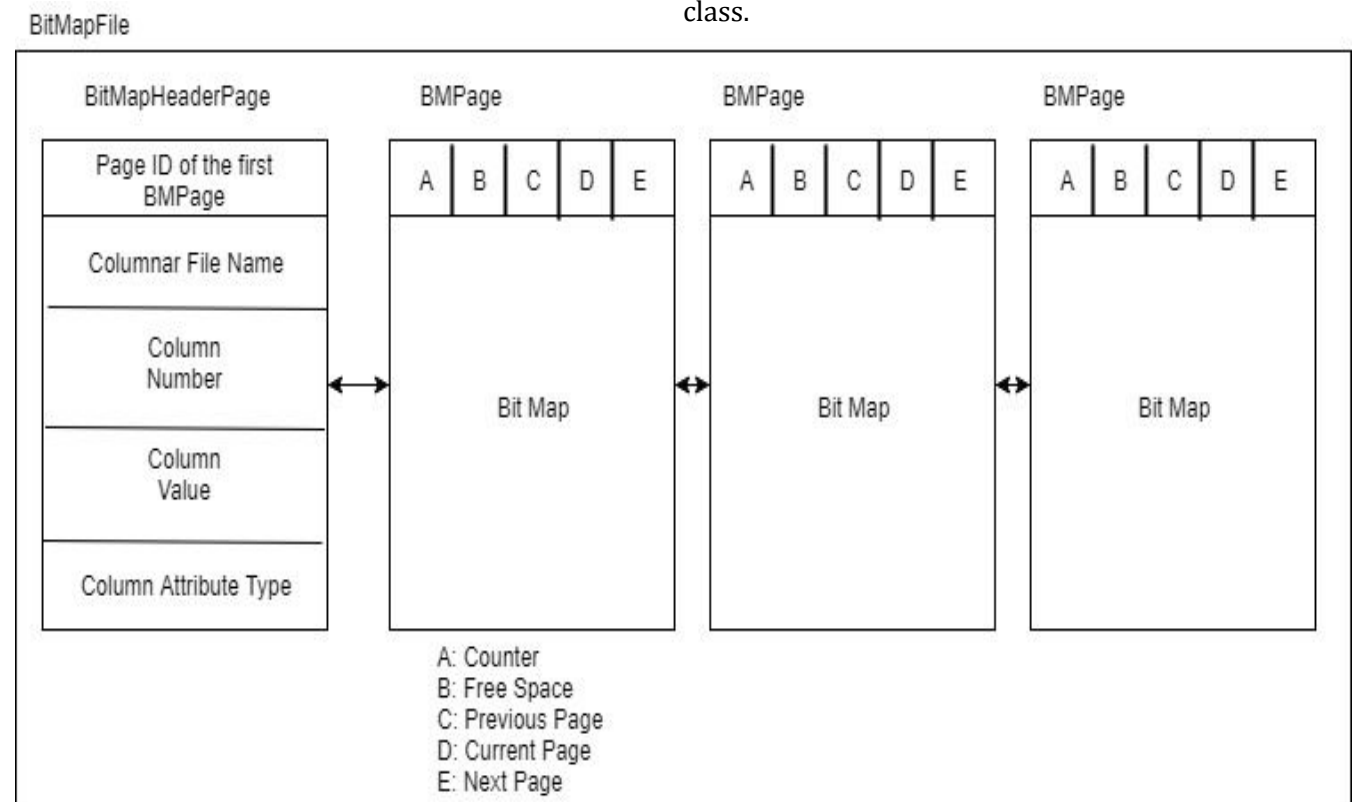 class.
BitMapFile
BitMapHeaderPage
BMPage
BMPage
BMPage
Page ID of the first
BMPage
Columnar File Name
Column
Number
Column
Value
Column Attribute Type
A B C D E
Bit Map
A B C D E
Bit Map
A B C D E
Bit Map
A: Counter
B: Free Space
C: Previous Page
D: Current Page
E: Next Page